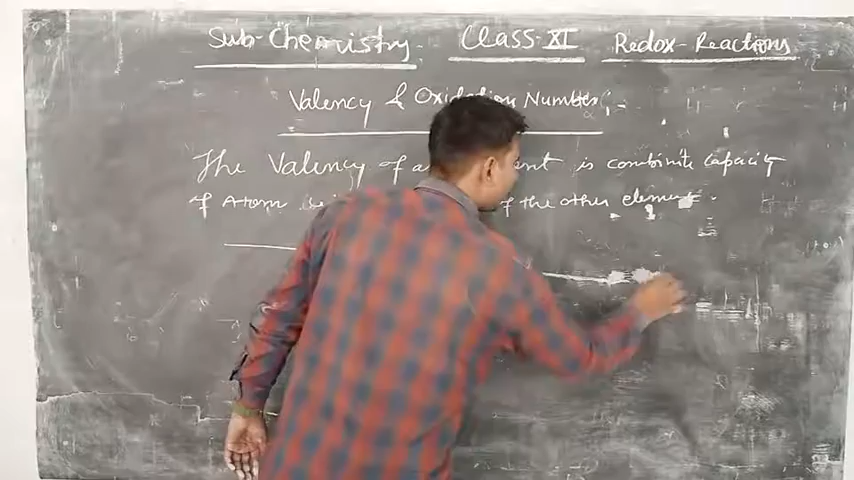 Sub-Chemistry. Class-XI Redox-Reactions
Valency & Oxidation Number
The Valency of is combinite capacity
of Atom of the other element.